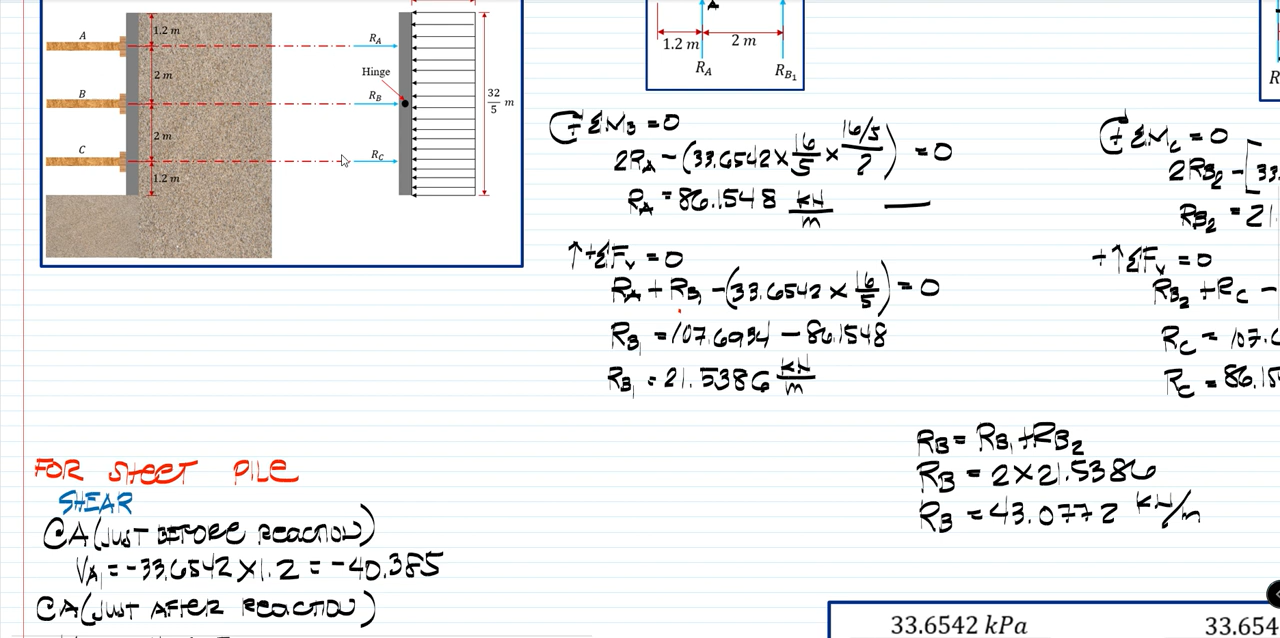 A
B
C
1.2 m
2 m
2 m
1.2 m
R_A
Hinge
R_B
R_C
32/5 m
A
1.2 m
2 m
R_A
R_B1
+ ΣM_B = 0
2R_A - (33.6542 × 16/5 × (16/5)/2) = 0
R_A = 86.1548 kN/m
↑+ΣF_v = 0
R_A + R_B1 - (33.6542 × 16/5) = 0
R_B1 = 107.6934 - 86.1548
R_B1 = 21.5386 kN/m
+ ΣM_C = 0
2R_B2 - [33.
R_B2 = 21.
+↑ΣF_v = 0
R_B2 + R_C -
R_C = 107.6
R_C = 86.15
R_B = R_B1 + R_B2
R_B = 2 × 21.5386
R_B = 43.0772 kN/m
FOR SHEET PILE
SHEAR
@A (JUST BEFORE REACTION)
V_A1 = -33.6542 × 1.2 = -40.385
@A (JUST AFTER REACTION)
33.6542 kPa
33.654